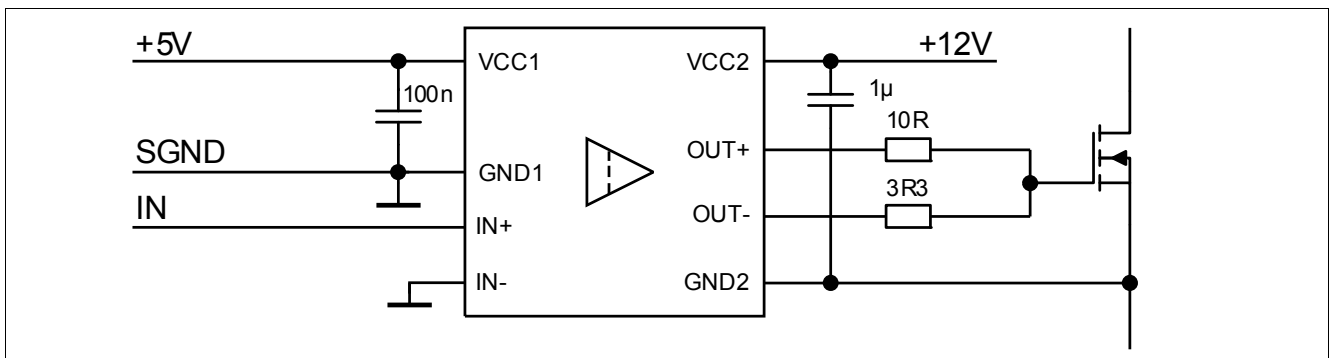 +5V
VCC1
VCC2
+12V
100n
1µ
10R
SGND
GND1
OUT+
IN
IN+
OUT-
3R3
IN-
GND2